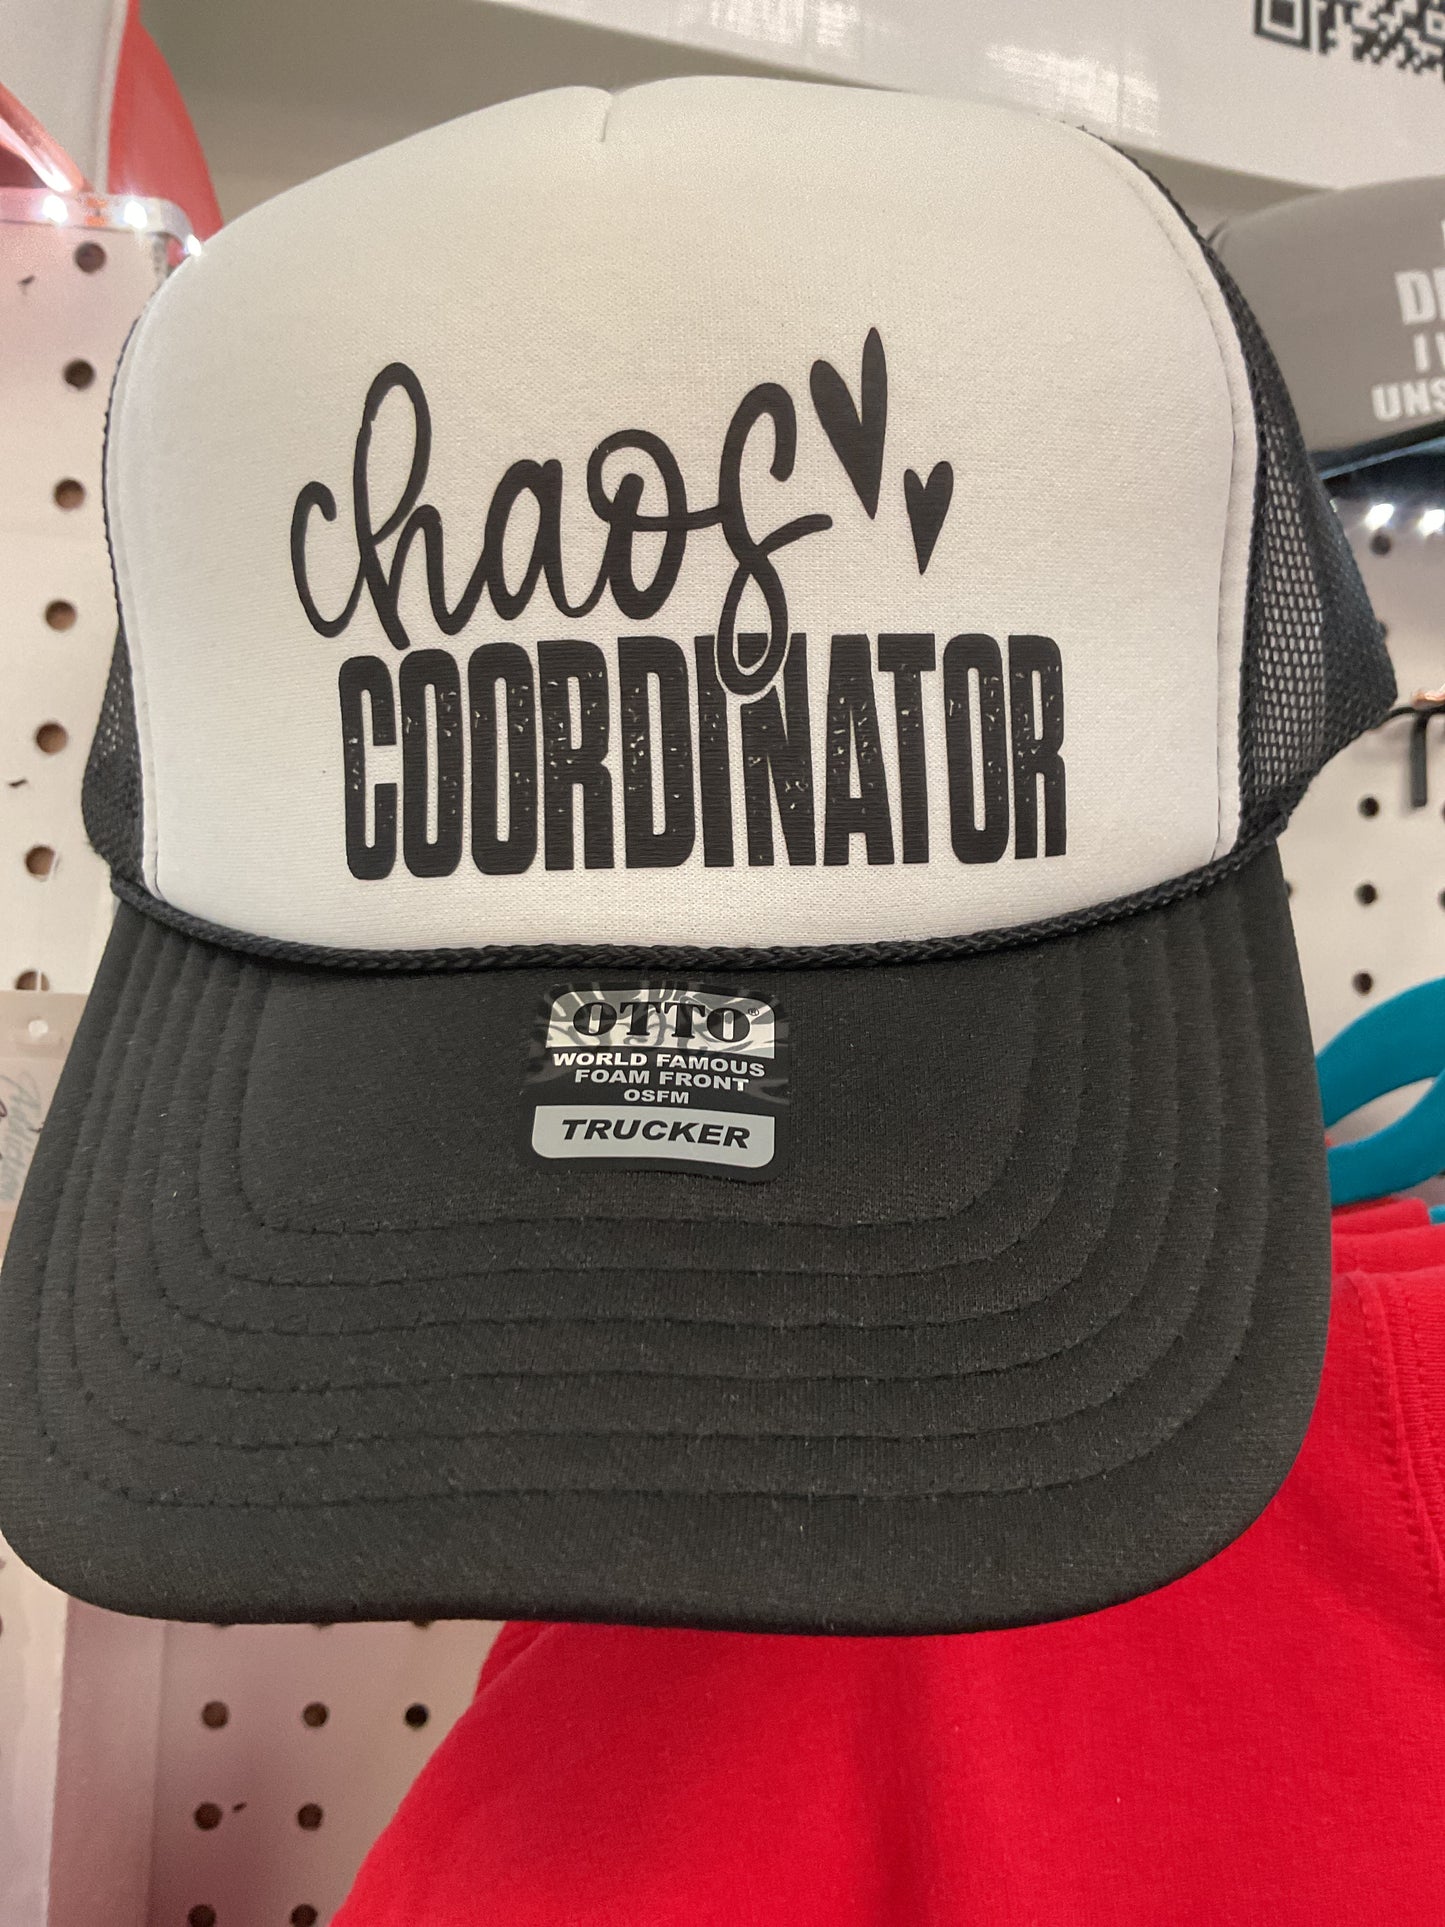 chaos
COORDINATOR
OTTO®
WORLD FAMOUS
FOAM FRONT
OSFM
TRUCKER